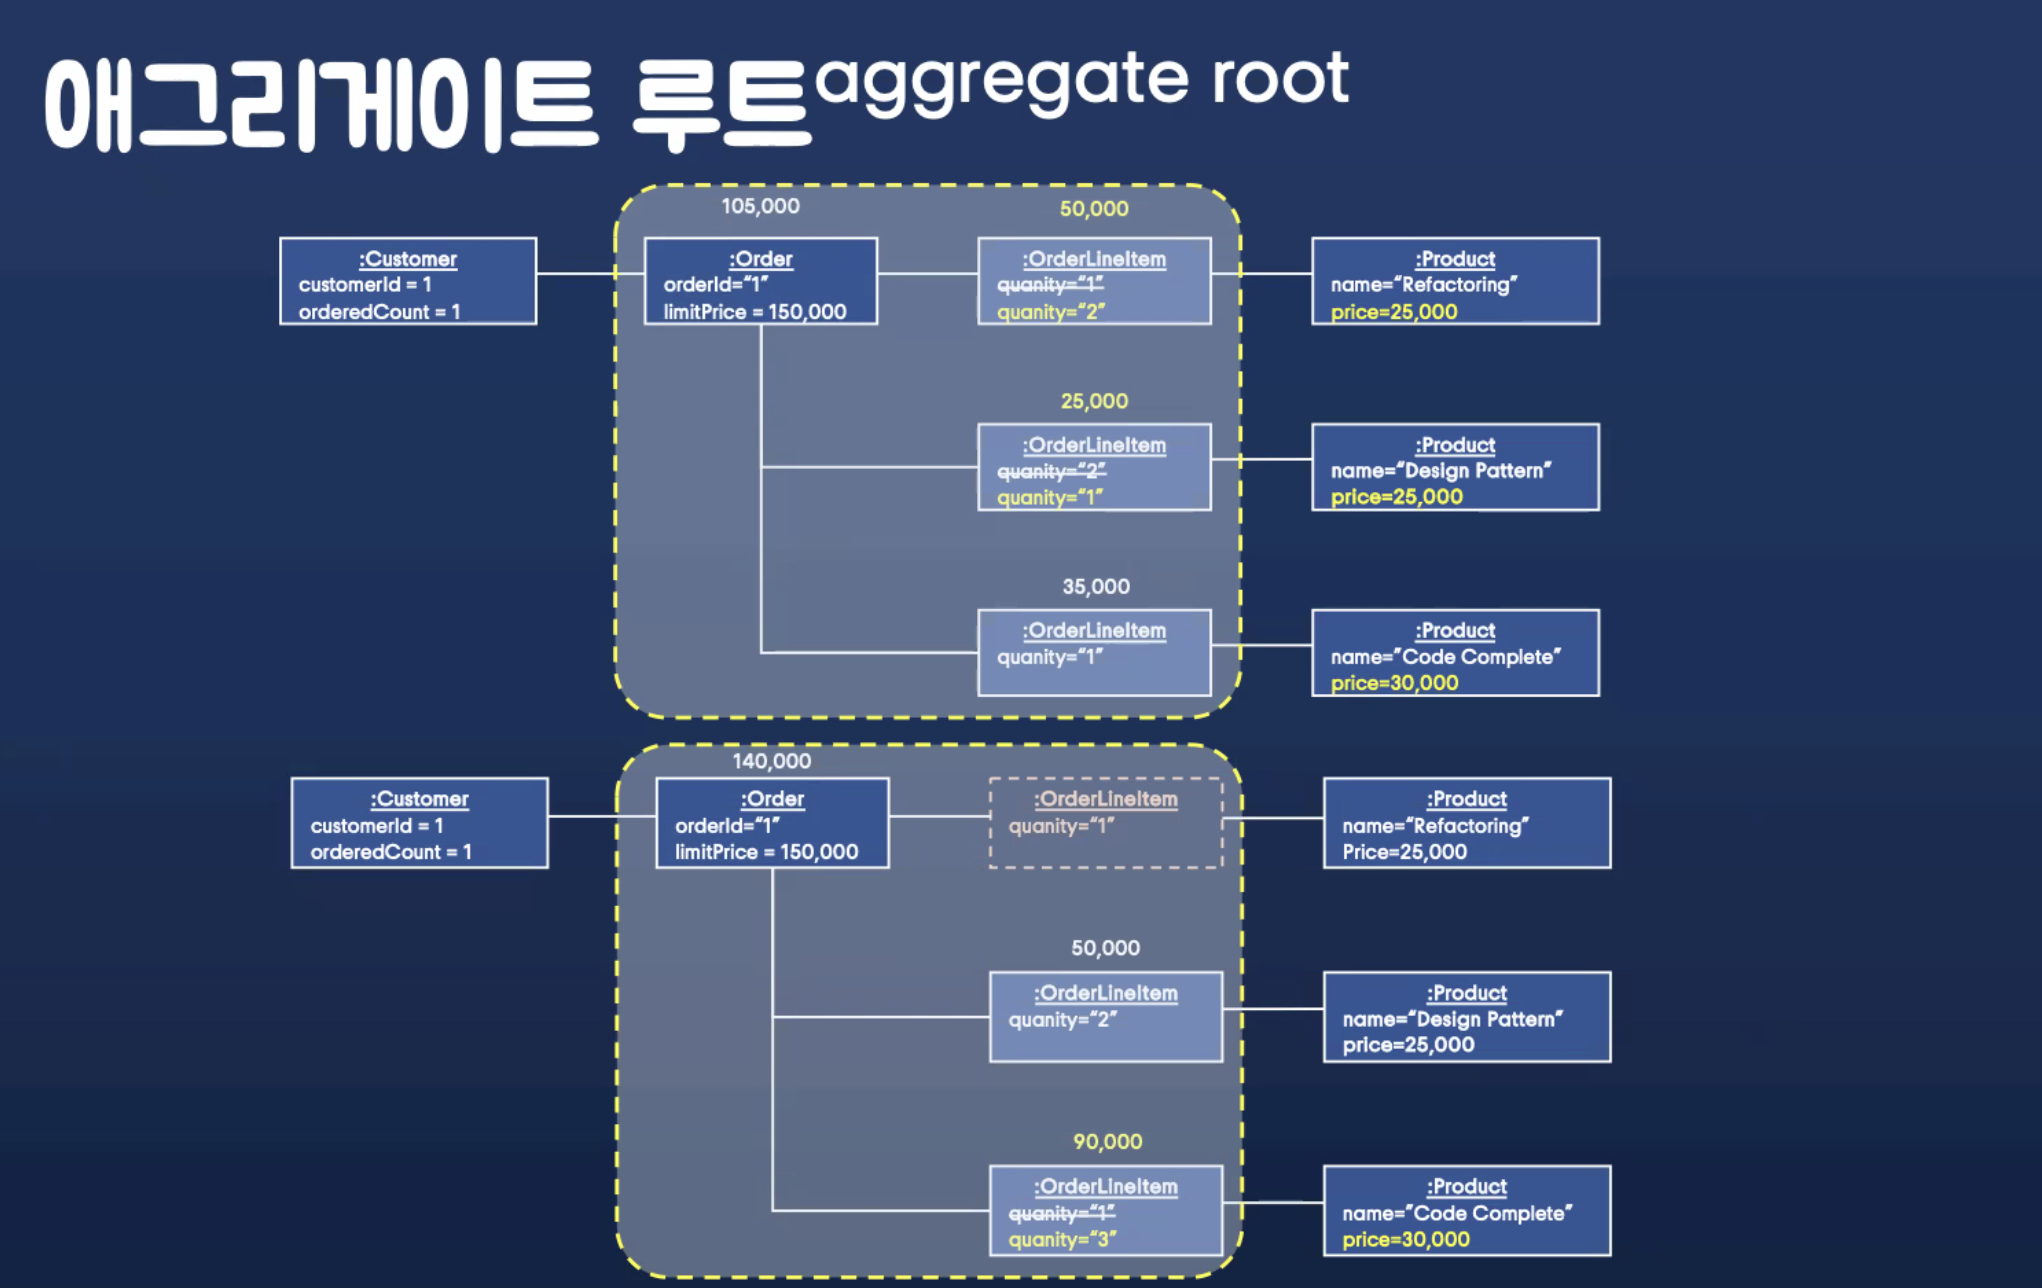 애그리게이트 루트aggregate root
105,000
50,000
:Customer
customerId = 1
orderedCount = 1
:Order
orderId=“1”
limitPrice = 150,000
:OrderLineItem
quanity=“1”
quanity=“2”
:Product
name=“Refactoring”
price=25,000
25,000
:OrderLineItem
quanity=“2”
quanity=“1”
:Product
name=“Design Pattern”
price=25,000
35,000
:OrderLineItem
quanity=“1”
:Product
name=”Code Complete”
price=30,000
140,000
:Customer
customerId = 1
orderedCount = 1
:Order
orderId=“1”
limitPrice = 150,000
:OrderLineItem
quanity=“1”
:Product
name=“Refactoring”
Price=25,000
50,000
:OrderLineItem
quanity=“2”
:Product
name=“Design Pattern”
price=25,000
90,000
:OrderLineItem
quanity=“1”
quanity=“3”
:Product
name=”Code Complete”
price=30,000